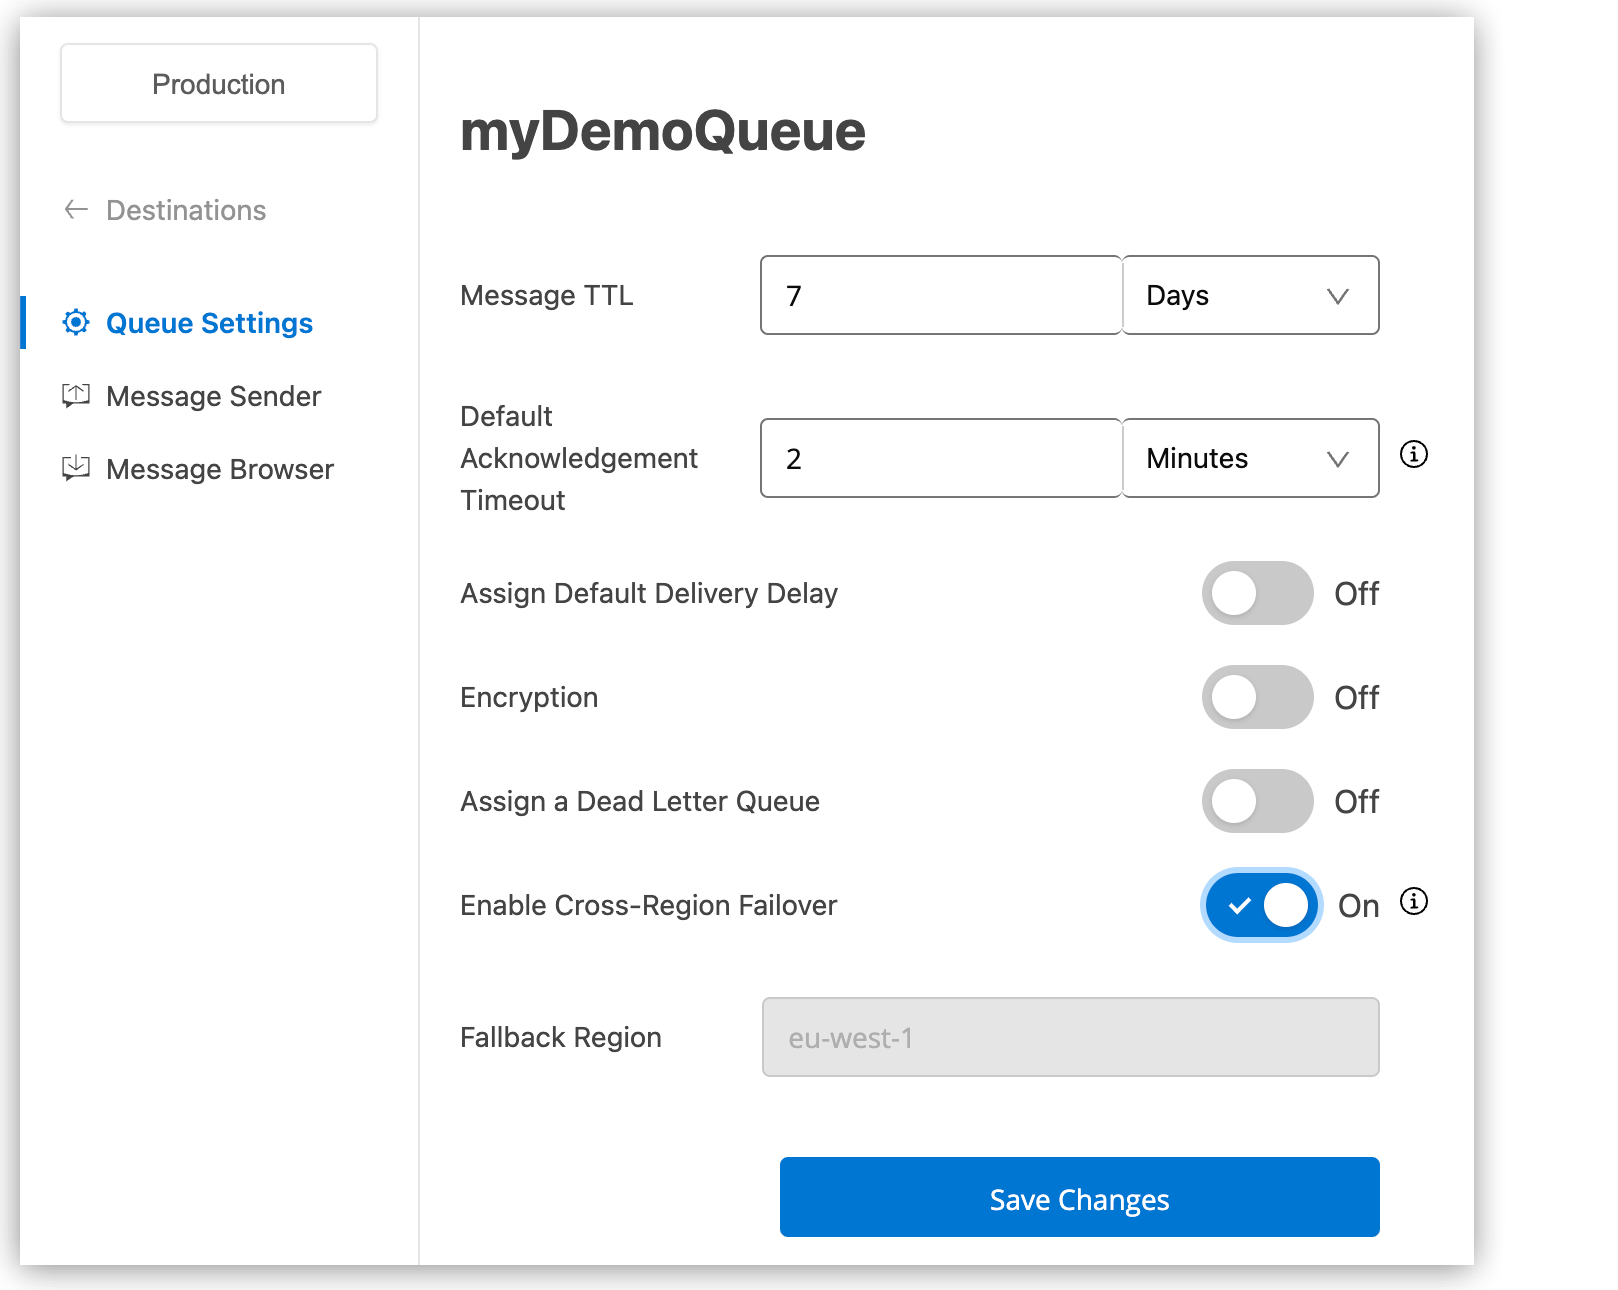 Production
Destinations
Queue Settings
Message Sender
Message Browser
myDemoQueue
Message TTL
7
Days
Default
Acknowledgement
Timeout
2
Minutes
Assign Default Delivery Delay
Off
Encryption
Off
Assign a Dead Letter Queue
Off
Enable Cross-Region Failover
On
Fallback Region
eu-west-1
Save Changes